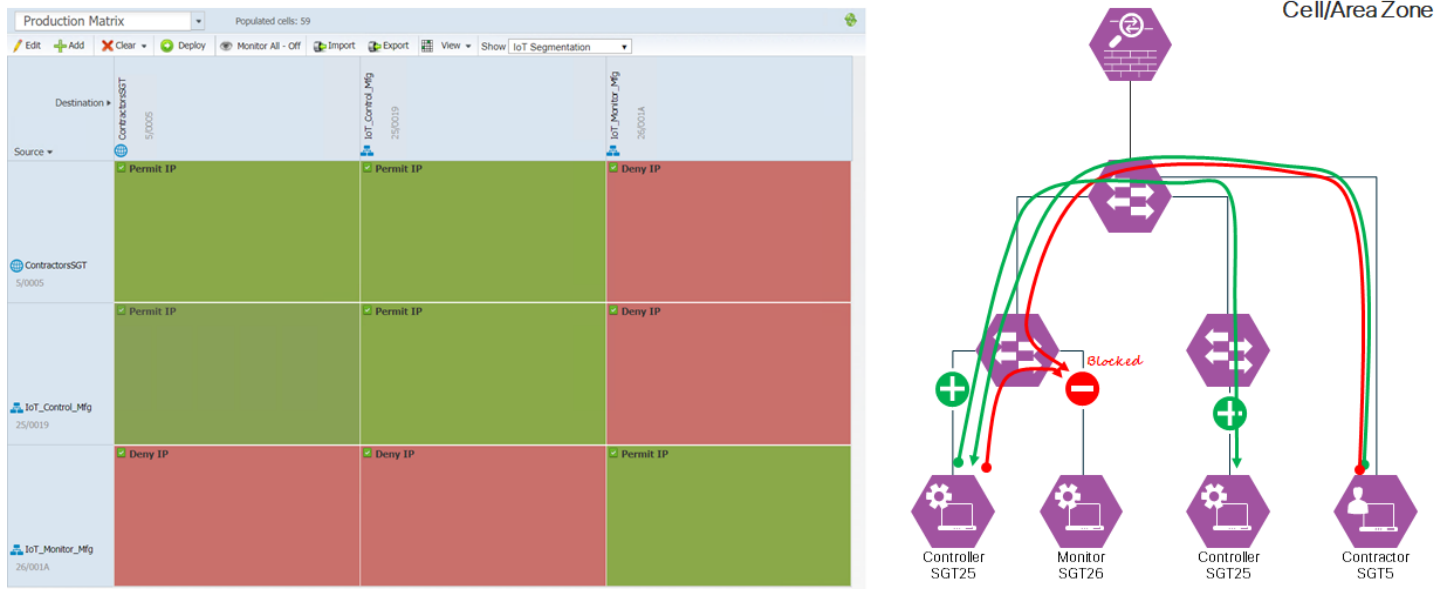 Production Matrix
Populated cells: 59
Edit Add Clear Deploy Monitor All - Off Import Export View Show IoT Segmentation
Destination
Source
ContractorsSGT
5/0005
IoT_Control_Mfg
25/0019
IoT_Monitor_Mfg
26/001A
Permit IP Permit IP Deny IP
ContractorsSGT
5/0005
Permit IP Permit IP Deny IP
IoT_Control_Mfg
25/0019
Deny IP Deny IP Permit IP
IoT_Monitor_Mfg
26/001A
Cell/Area Zone
Blocked
Controller
SGT25
Monitor
SGT26
Controller
SGT25
Contractor
SGT5